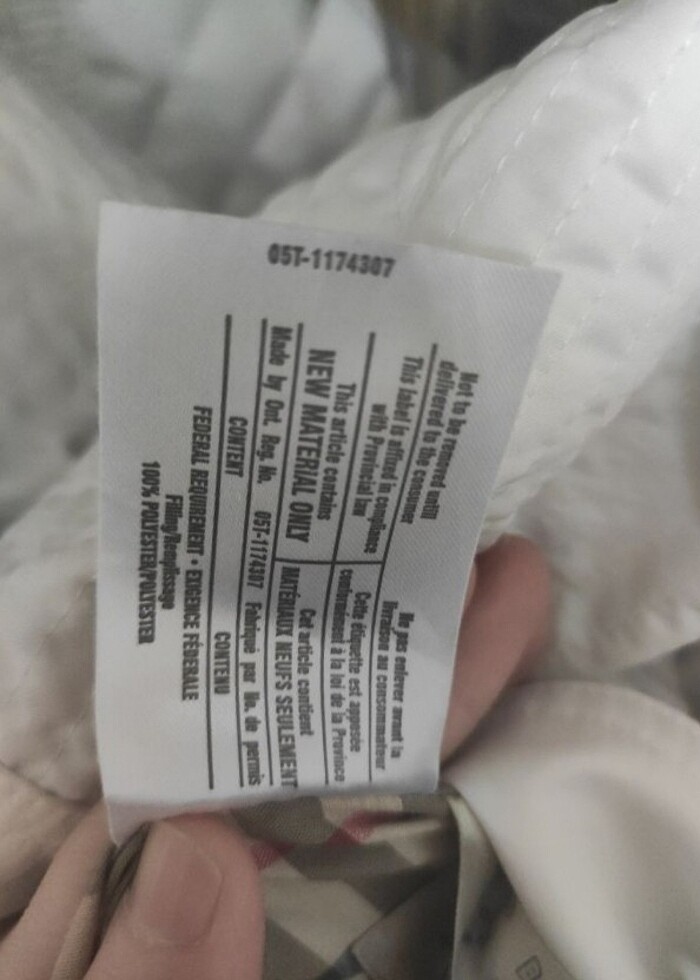 05T-1174307
Not to be removed until
delivered to the consumer
Ne pas enlever avant la
livraison au consommateur
This label is affixed in compliance
with Provincial law
Cette étiquette est apposée
conformément à la loi de la Province
This article contains
NEW MATERIAL ONLY
Cet article contient
MATÉRIAUX NEUFS SEULEMENT
Made by Ont. Reg. No. 05T-1174307 Fabriqué par No. de permis
CONTENT CONTENU
FEDERAL REQUIREMENT • EXIGENCE FÉDERALE
Filling/Remplissage
100% POLYESTER/POLYESTER